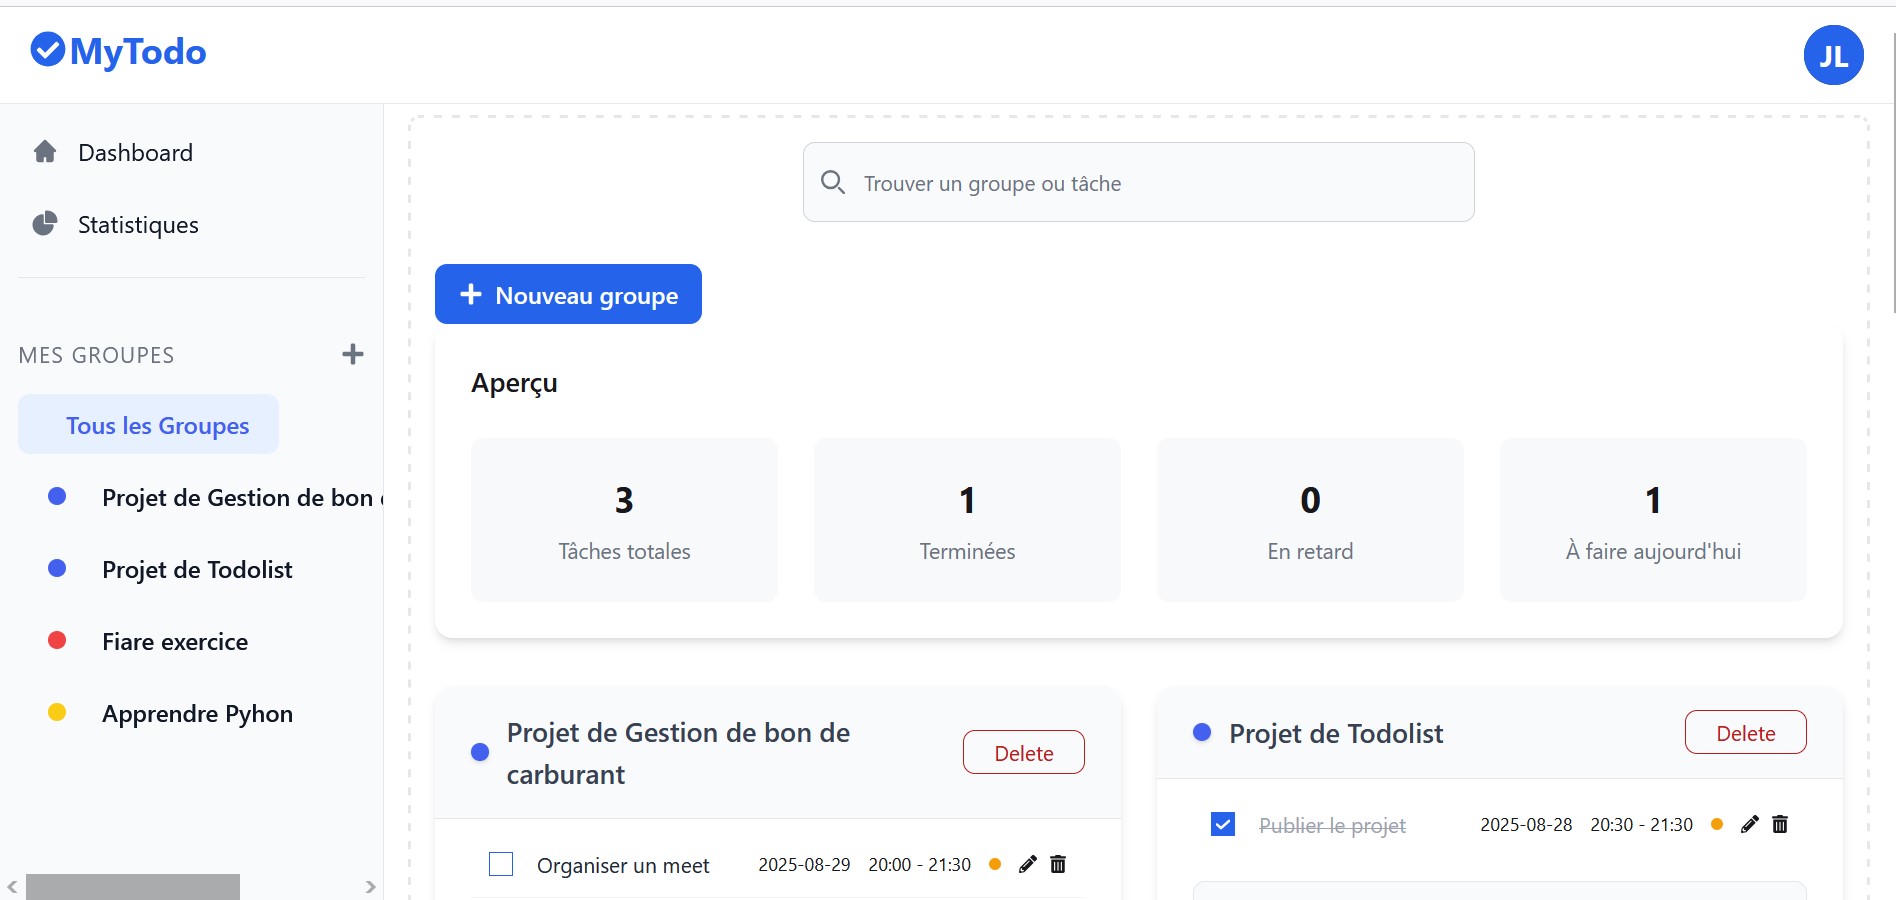 MyTodo
JL
Dashboard
Statistiques
MES GROUPES
Tous les Groupes
Projet de Gestion de bon
Projet de Todolist
Fiare exercice
Apprendre Pyhon
Trouver un groupe ou tâche
Nouveau groupe
Aperçu
3
Tâches totales
1
Terminées
0
En retard
1
À faire aujourd'hui
Projet de Gestion de bon de
carburant
Delete
Organiser un meet 2025-08-29 20:00 - 21:30
Projet de Todolist
Delete
Publier le projet 2025-08-28 20:30 - 21:30